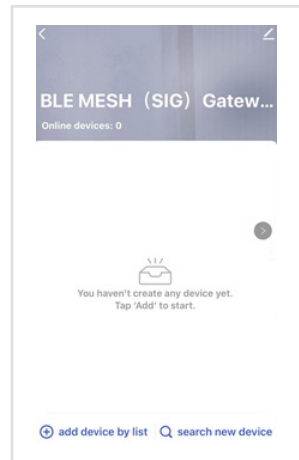 BLE MESH（SIG）Gatew...
Online devices: 0
You haven't create any device yet.
Tap 'Add' to start.
add device by list
search new device